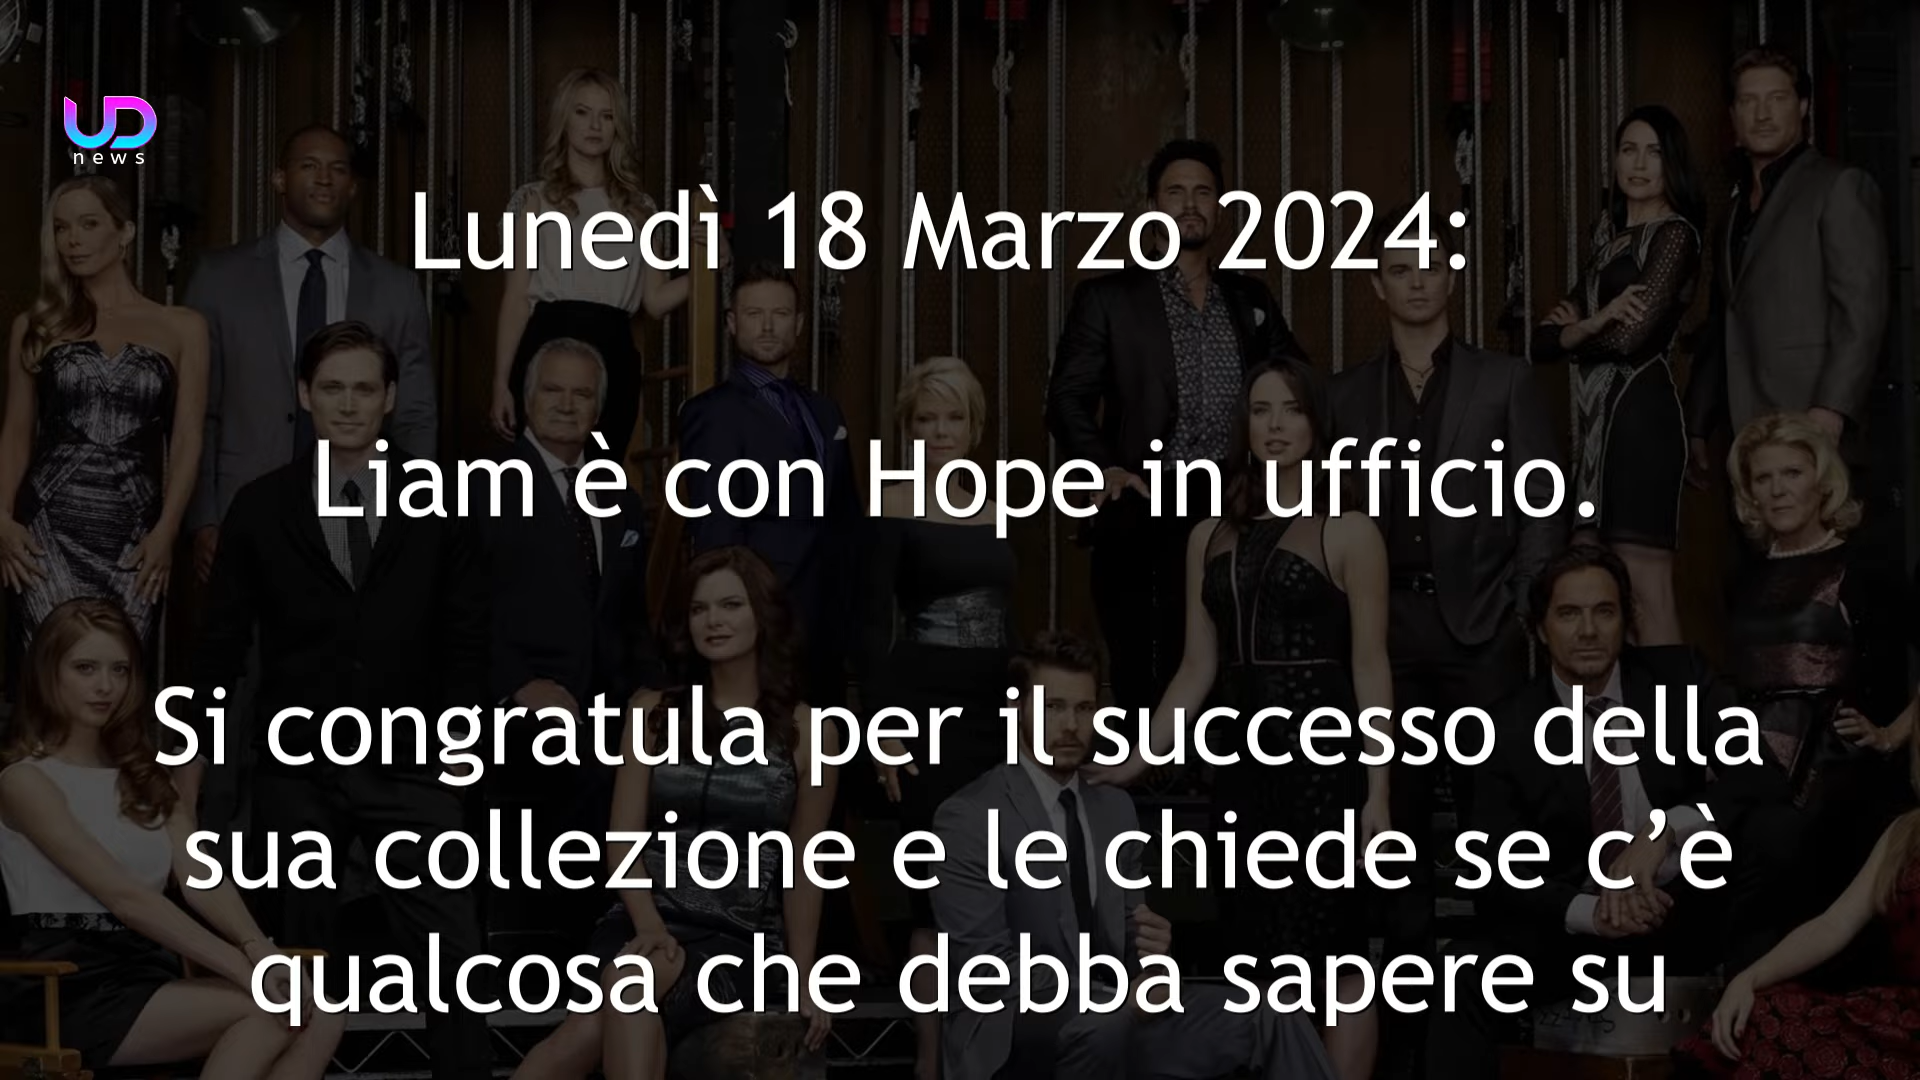 UD
news
Lunedì 18 Marzo 2024:
Liam è con Hope in ufficio.
Si congratula per il successo della
sua collezione e le chiede se c’è
qualcosa che debba sapere su